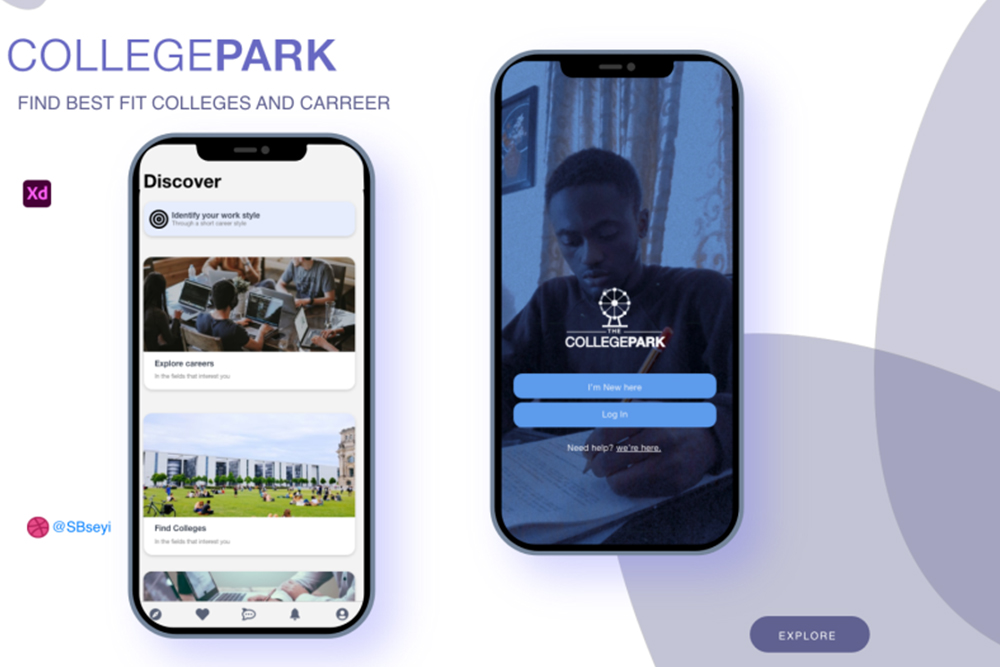 COLLEGEPARK
FIND BEST FIT COLLEGES AND CARREER
Xd
Discover
Identify your work style
Through a short career style
Explore careers
In the fields that interest you
Find Colleges
In the fields that interest you
@SBseyi
THE
COLLEGEPARK
I'm New here
Log In
Need help? we're here.
EXPLORE